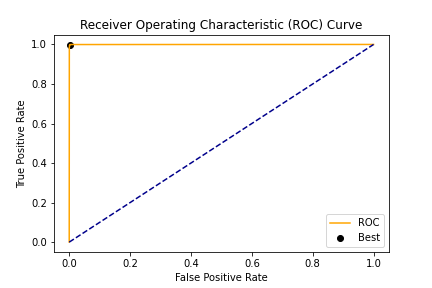 Receiver Operating Characteristic (ROC) Curve
True Positive Rate
1.0
0.8
0.6
0.4
0.2
0.0
ROC
Best
0.0 0.2 0.4 0.6 0.8 1.0
False Positive Rate